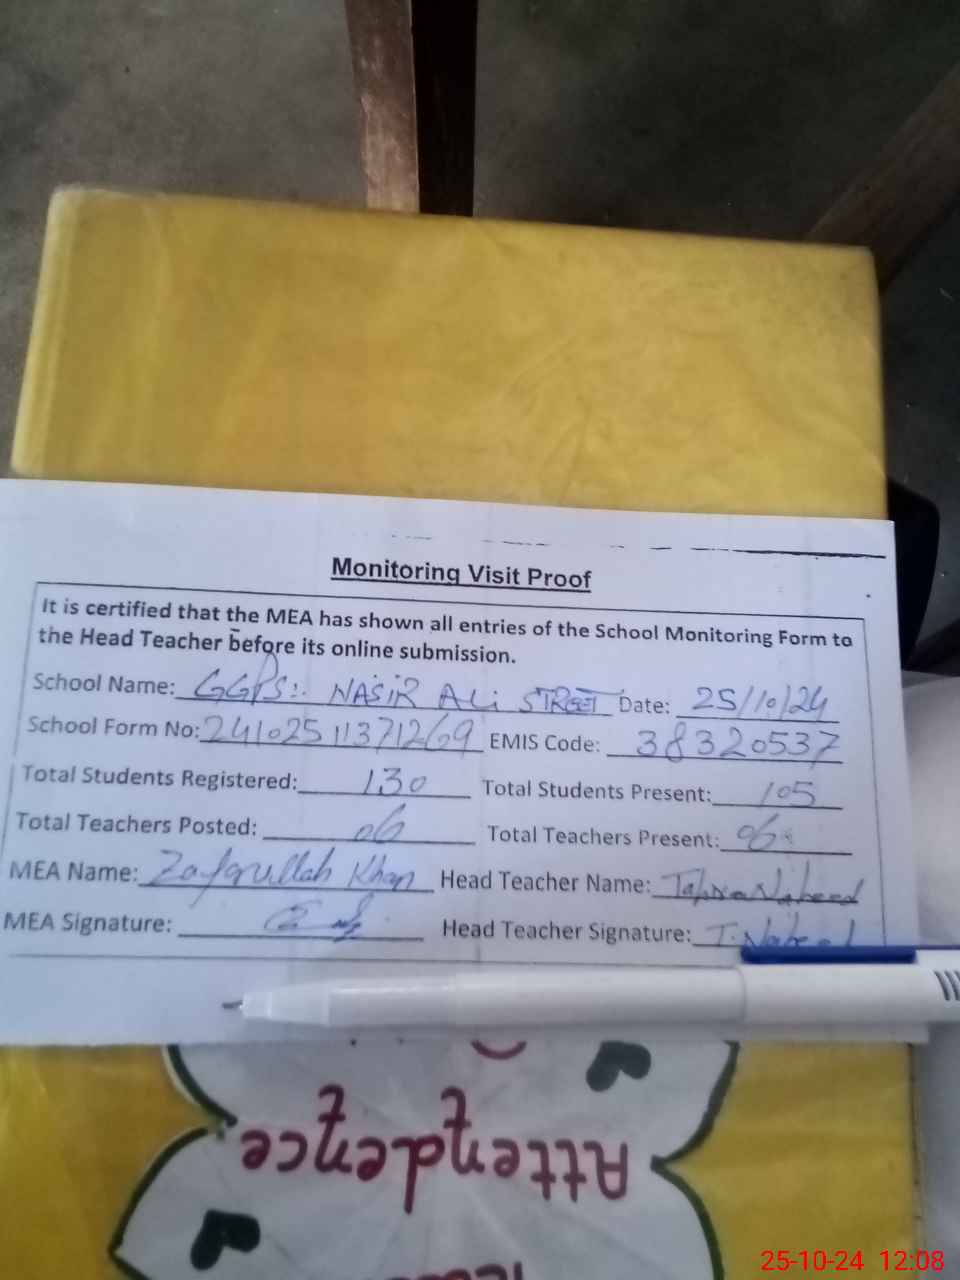 Monitoring Visit Proof
It is certified that the MEA has shown all entries of the School Monitoring Form to
the Head Teacher before its online submission.
School Name: GGPS: NASIR ALi STREET Date: 25/10/24
School Form No: 24102511371269 EMIS Code: 38320537
Total Students Registered: 130 Total Students Present: 105
Total Teachers Posted: 06 Total Teachers Present: 06
MEA Name: Zafarullah Khan Head Teacher Name: Naheed
MEA Signature: Head Teacher Signature: T. Naheed
Attendence
25-10-24 12:08